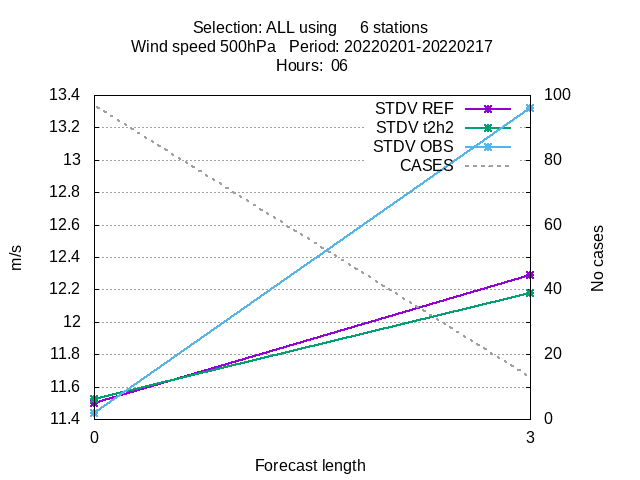 Selection: ALL using      6 stations
Wind speed 500hPa   Period: 20220201-20220217
Hours:  06
13.4
13.2
13
12.8
12.6
12.4
12.2
12
11.8
11.6
11.4
m/s
STDV REF
STDV t2h2
STDV OBS
CASES
100
80
60
40
20
0
No cases
0
3
Forecast length